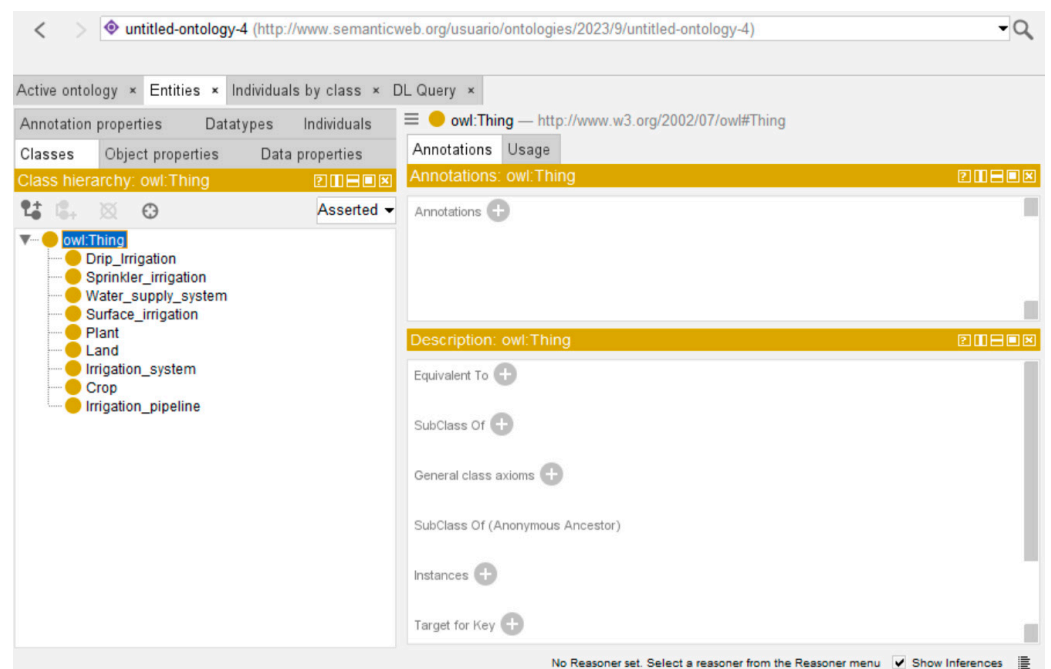 untitled-ontology-4 (http://www.semanticweb.org/usuario/ontologies/2023/9/untitled-ontology-4)
Active ontology × Entities × Individuals by class × DL Query ×
Annotation properties Datatypes Individuals
Classes Object properties Data properties
Class hierarchy: owl:Thing
Asserted
owl:Thing
Drip_Irrigation
Sprinkler_irrigation
Water_supply_system
Surface_irrigation
Plant
Land
Irrigation_system
Crop
Irrigation_pipeline
owl:Thing — http://www.w3.org/2002/07/owl#Thing
Annotations Usage
Annotations: owl:Thing
Annotations
Description: owl:Thing
Equivalent To
SubClass Of
General class axioms
SubClass Of (Anonymous Ancestor)
Instances
Target for Key
No Reasoner set. Select a reasoner from the Reasoner menu Show Inferences